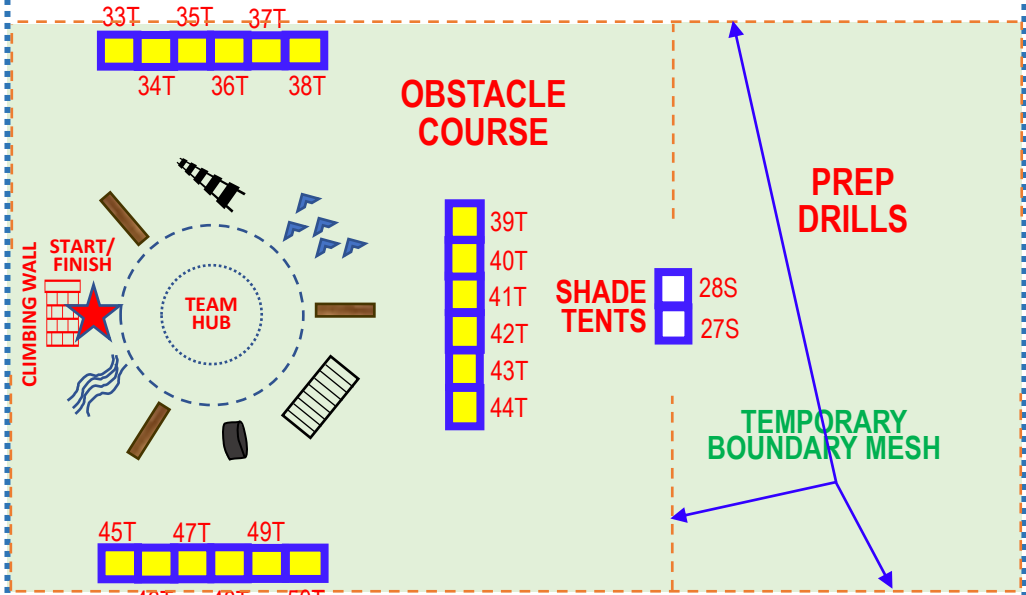 33T 35T 37T
34T 36T 38T
OBSTACLE
COURSE
PREP
DRILLS
CLIMBING WALL
START/
FINISH
TEAM
HUB
39T
40T
41T
42T
43T
44T
SHADE
TENTS
28S
27S
TEMPORARY
BOUNDARY MESH
45T 47T 49T